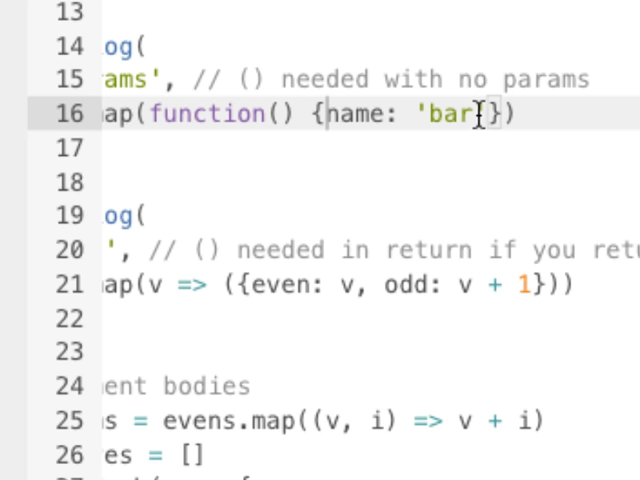 13
14 og(
15 ams', // () needed with no params
16 ap(function() {name: 'bar'})
17
18
19 og(
20 ', // () needed in return if you retu
21 ap(v => ({even: v, odd: v + 1}))
22
23
24 ent bodies
25 s = evens.map((v, i) => v + i)
26 es = []